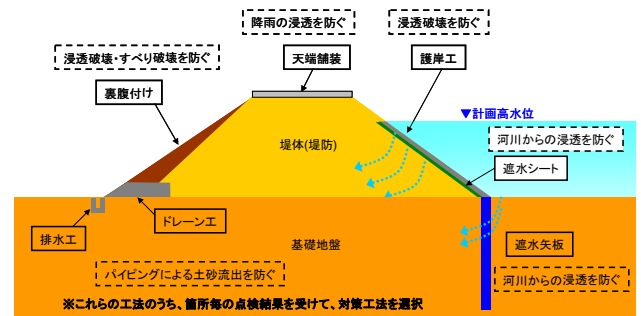 降雨の浸透を防ぐ
浸透破壊を防ぐ
浸透破壊・すべり破壊を防ぐ
天端舗装
護岸工
裏腹付け
▼計画高水位
河川からの浸透を防ぐ
堤体(堤防)
遮水シート
ドレーン工
排水工
基礎地盤
遮水矢板
パイピングによる土砂流出を防ぐ
河川からの浸透を防ぐ
※これらの工法のうち、箇所毎の点検結果を受けて、対策工法を選択